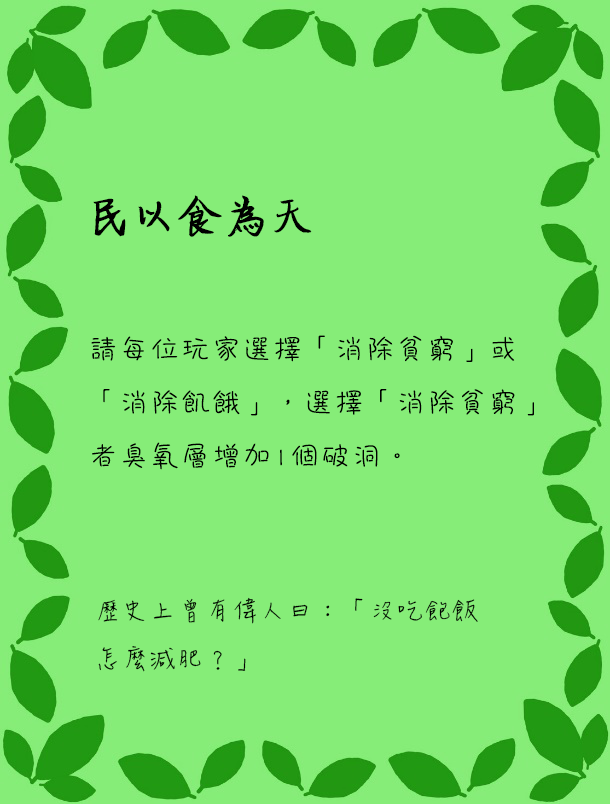 民以食為天
請每位玩家選擇「消除貧窮」或
「消除飢餓」，選擇「消除貧窮」
者臭氧層增加1個破洞。
歷史上曾有偉人曰：「沒吃飽飯
怎麼減肥？」